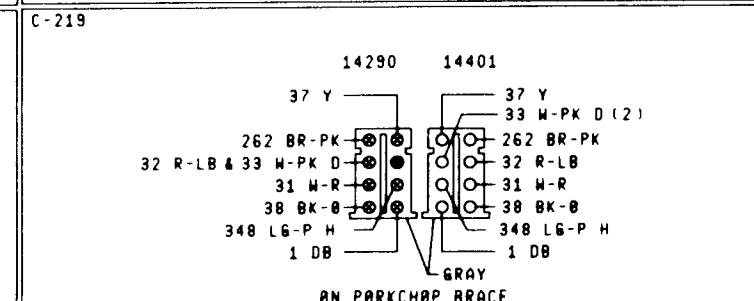 C-219
14290 14401
37 Y 37 Y
33 W-PK D (2)
262 BR-PK 262 BR-PK
32 R-LB & 33 W-PK D 32 R-LB
31 W-R 31 W-R
38 BK-O 38 BK-O
348 LG-P H 348 LG-P H
1 DB 1 DB
GRAY
ON PORKCHOP BRACE